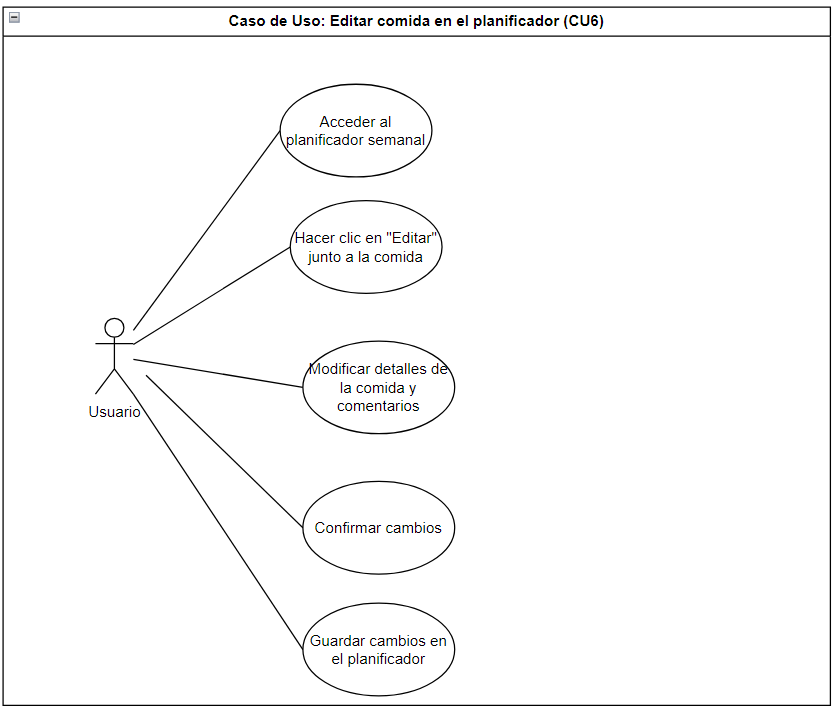 Caso de Uso: Editar comida en el planificador (CU6)
Acceder al
planificador semanal
Hacer clic en "Editar"
junto a la comida
Modificar detalles de
la comida y
comentarios
Usuario
Confirmar cambios
Guardar cambios en
el planificador